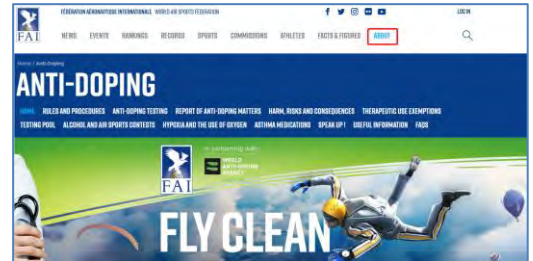 FÉDÉRATION AÉRONAUTIQUE INTERNATIONALE WORLD AIR SPORTS FEDERATION
LOG IN
FAI
NEWS EVENTS RANKINGS RECORDS SPORTS COMMISSIONS ATHLETES FACTS & FIGURES ABOUT
Home / Anti-Doping
ANTI-DOPING
HOME RULES AND PROCEDURES ANTI-DOPING TESTING REPORT OF ANTI-DOPING MATTERS HARM, RISKS AND CONSEQUENCES THERAPEUTIC USE EXEMPTIONS
TESTING POOL ALCOHOL AND AIR SPORTS CONTESTS HYPOXIA AND THE USE OF OXYGEN ASTHMA MEDICATIONS SPEAK UP! USEFUL INFORMATION FAQS
In partnership with
FAI
WORLD
ANTI-DOPING
AGENCY
FLY CLEAN